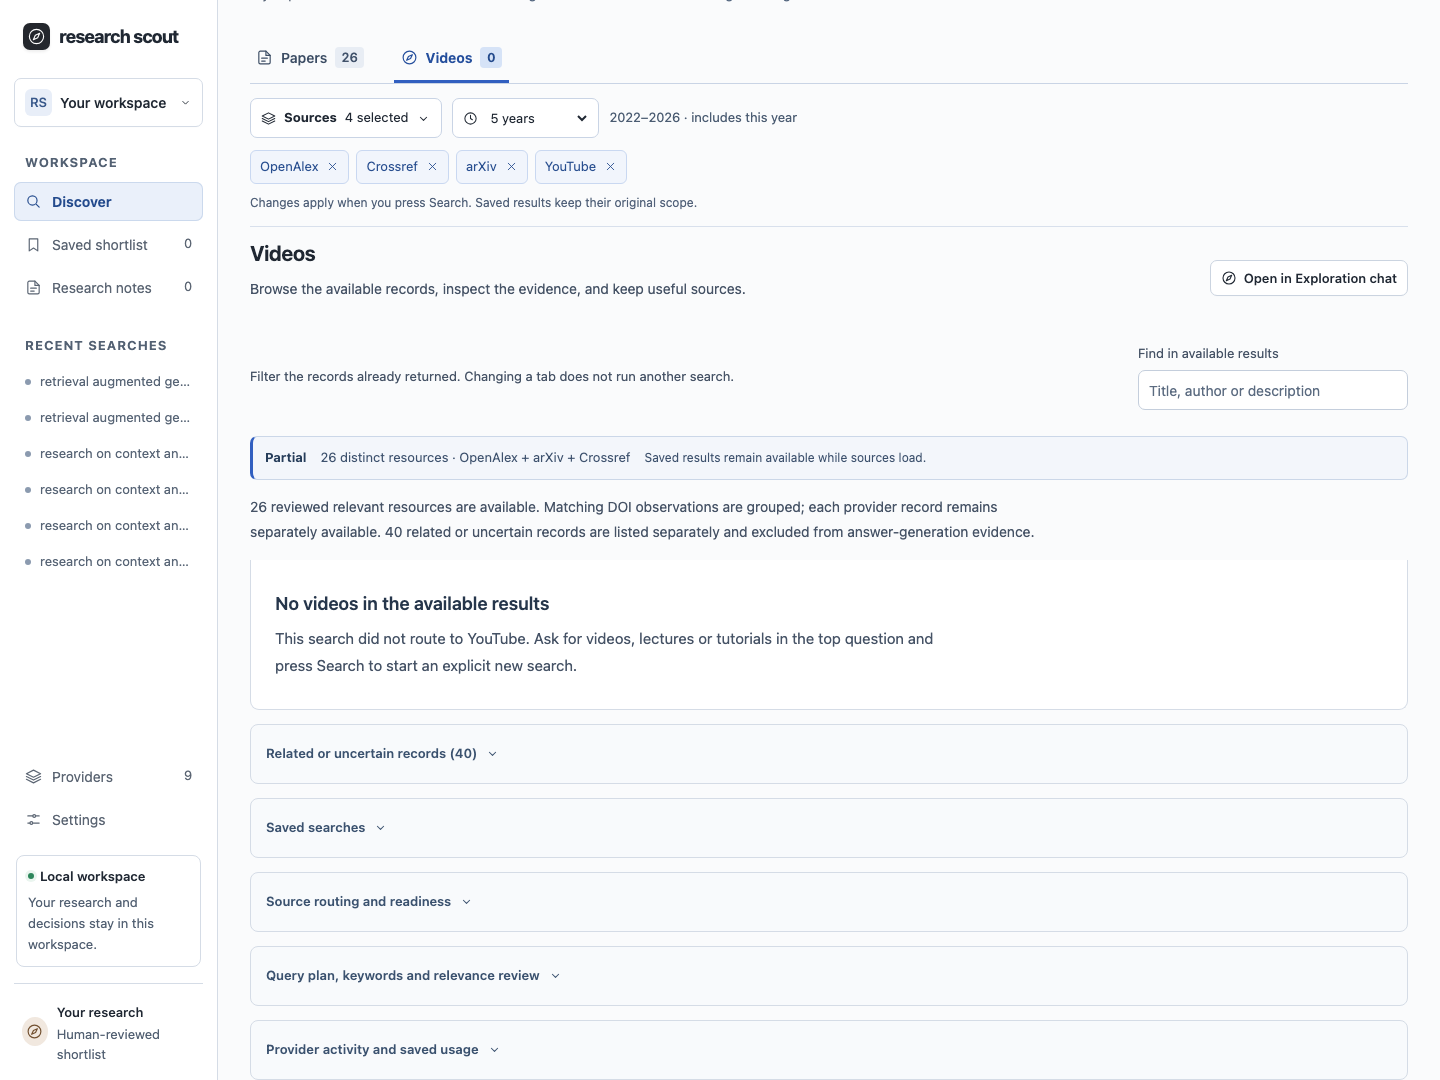 research scout
RS Your workspace
WORKSPACE
Discover
Saved shortlist 0
Research notes 0
RECENT SEARCHES
retrieval augmented ge...
retrieval augmented ge...
research on context an...
research on context an...
research on context an...
research on context an...
Providers 9
Settings
Local workspace
Your research and
decisions stay in this
workspace.
Your research
Human-reviewed
shortlist
Papers 26 Videos 0
Sources 4 selected 5 years 2022–2026 · includes this year
OpenAlex Crossref arXiv YouTube
Changes apply when you press Search. Saved results keep their original scope.
Videos
Browse the available records, inspect the evidence, and keep useful sources.
Open in Exploration chat
Find in available results
Filter the records already returned. Changing a tab does not run another search.
Title, author or description
Partial 26 distinct resources · OpenAlex + arXiv + Crossref Saved results remain available while sources load.
26 reviewed relevant resources are available. Matching DOI observations are grouped; each provider record remains
separately available. 40 related or uncertain records are listed separately and excluded from answer-generation evidence.
No videos in the available results
This search did not route to YouTube. Ask for videos, lectures or tutorials in the top question and
press Search to start an explicit new search.
Related or uncertain records (40)
Saved searches
Source routing and readiness
Query plan, keywords and relevance review
Provider activity and saved usage